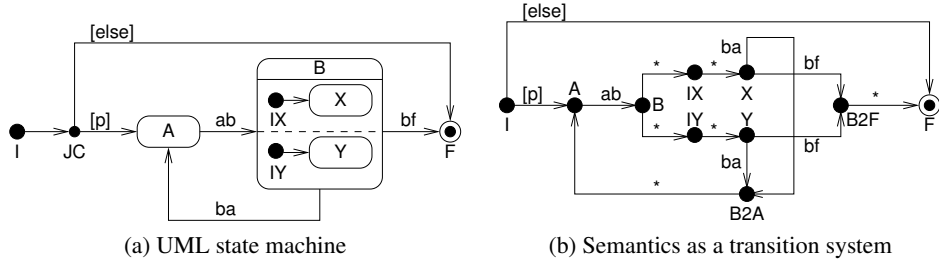 [else]
B
X
IX
[p]
A
ab
bf
I
JC
F
IY
Y
ba
(a) UML state machine
[else]
ba
*
*
bf
A
IX
X
[p]
ab
B
*
I
*
*
IY
Y
B2F
F
ba
bf
*
B2A
(b) Semantics as a transition system